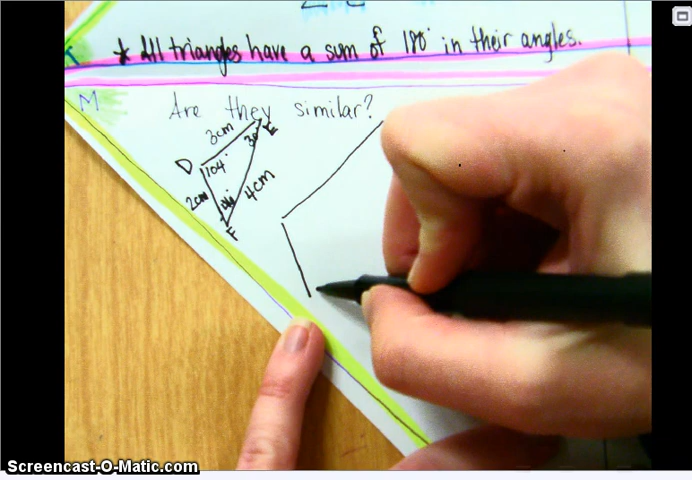 T
* All triangles have a sum of 180° in their angles.
M
Are they similar?
3cm
E
D
104°
2cm
4cm
F
Screencast-O-Matic.com